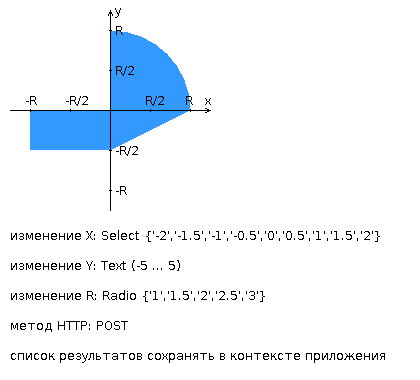 y
R
R/2
-R -R/2 R/2 R x
-R/2
-R
изменение X: Select {'-2','-1.5','-1','-0.5','0','0.5','1','1.5','2'}
изменение Y: Text (-5 ... 5)
изменение R: Radio {'1','1.5','2','2.5','3'}
метод HTTP: POST
список результатов сохранять в контексте приложения